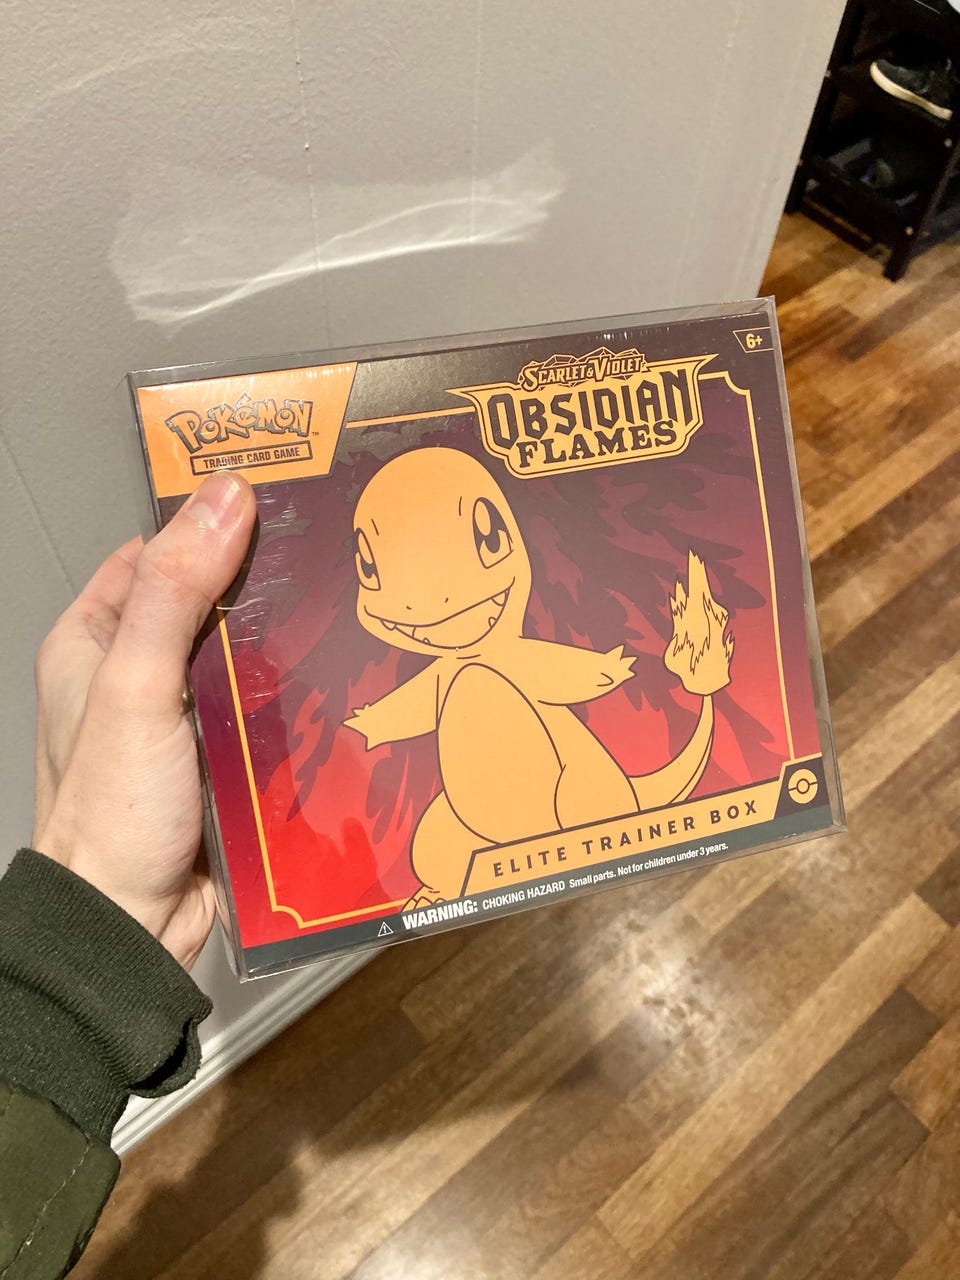 POKÉMON™
TRADING CARD GAME
SCARLET & VIOLET
OBSIDIAN
FLAMES
6+
ELITE TRAINER BOX
WARNING: CHOKING HAZARD Small parts. Not for children under 3 years.